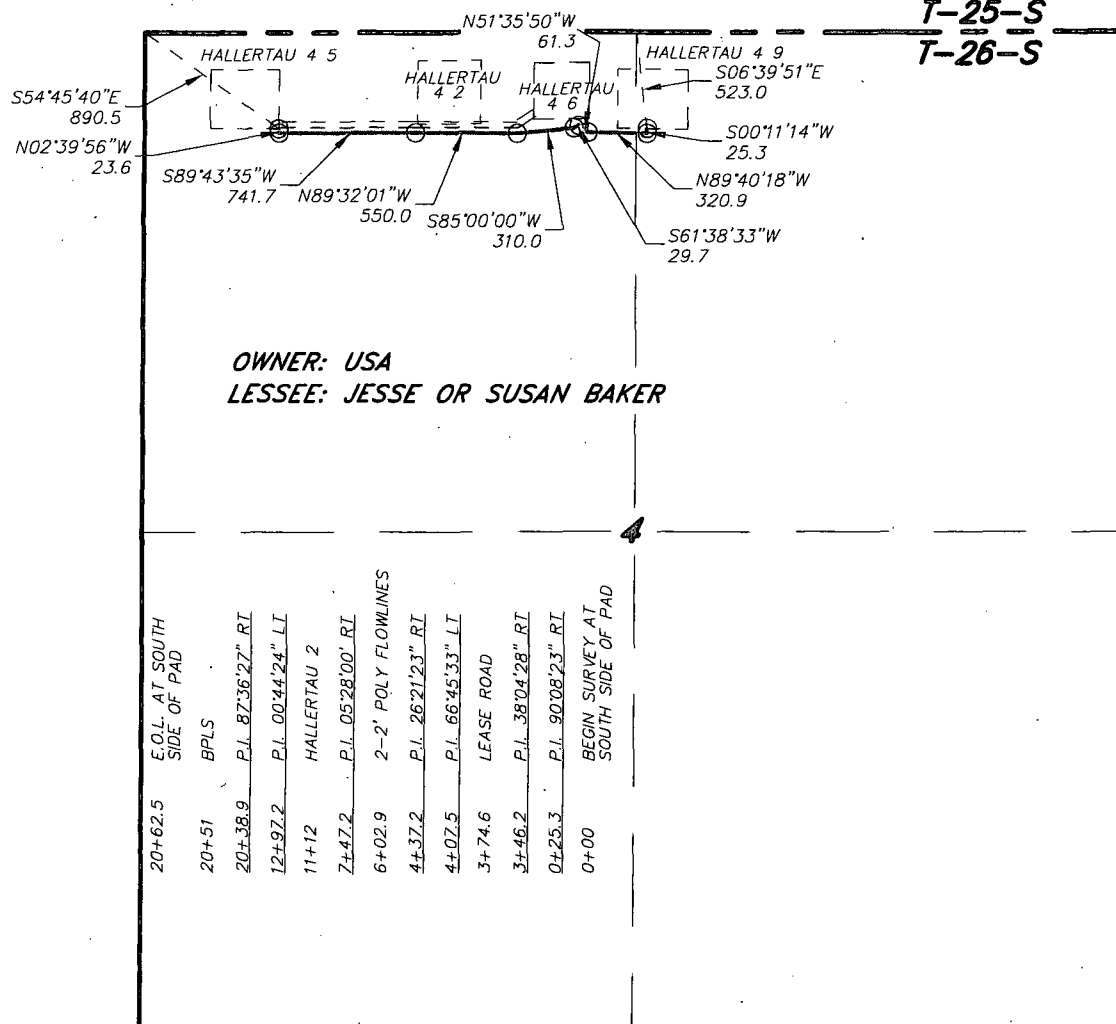 T-25-S
T-26-S
N51°35'50"W
61.3
HALLERTAU 4 5
HALLERTAU
4 2
HALLERTAU
4 6
HALLERTAU 4 9
S06°39'51"E
523.0
S54°45'40"E
890.5
N02°39'56"W
23.6
S00°11'14"W
25.3
S89°43'35"W
741.7
N89°32'01"W
550.0
S85°00'00"W
310.0
N89°40'18"W
320.9
S61°38'33"W
29.7
OWNER: USA
LESSEE: JESSE OR SUSAN BAKER
4
20+62.5 E.O.L. AT SOUTH
SIDE OF PAD
20+51 BPLS
20+38.9 P.I. 87°36'27" RT
12+97.2 P.I. 00°44'24" LT
11+12 HALLERTAU 2
7+47.2 P.I. 05°28'00' RT
6+02.9 2-2' POLY FLOWLINES
4+37.2 P.I. 26°21'23" RT
4+07.5 P.I. 66°45'33" LT
3+74.6 LEASE ROAD
3+46.2 P.I. 38°04'28" RT
0+25.3 P.I. 90°08'23" RT
0+00 BEGIN SURVEY AT
SOUTH SIDE OF PAD